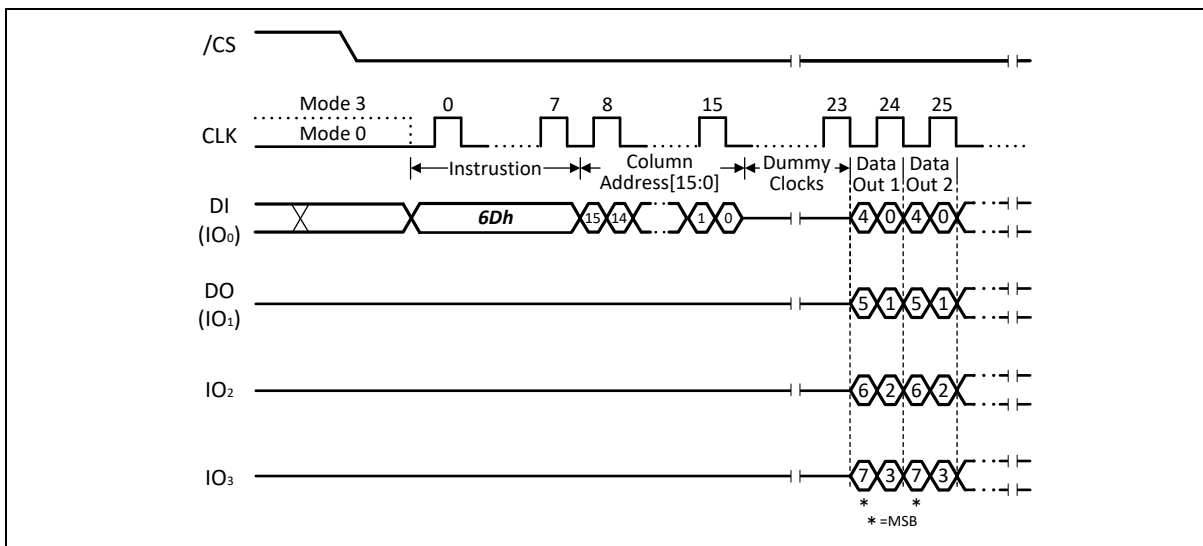 /CS
Mode 3 0 7 8 15 23 24 25
CLK Mode 0
Instrustion Column Dummy Data Data
Address[15:0] Clocks Out 1 Out 2
DI 6Dh 15 14 1 0 4 0 4 0
(IO0)
DO 5 1 5 1
(IO1)
IO2 6 2 6 2
IO3 7 3 7 3
* *
* =MSB